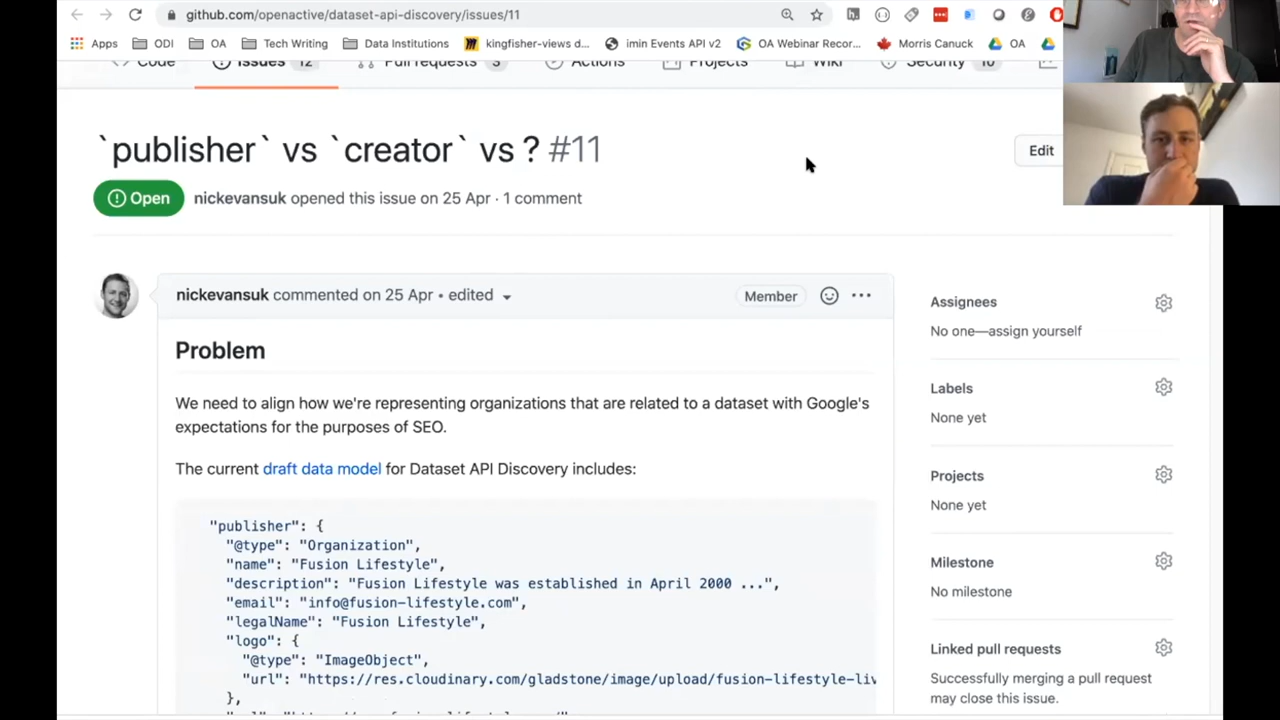 github.com/openactive/dataset-api-discovery/issues/11
Apps ODI OA Tech Writing Data Institutions kingfisher-views d... imin Events API v2 OA Webinar Recor... Morris Canuck OA
Code Issues 12 Pull requests 3 Actions Projects Wiki Security 10
`publisher` vs `creator` vs ? #11
Edit
Open nickevansuk opened this issue on 25 Apr · 1 comment
nickevansuk commented on 25 Apr • edited Member
Problem
We need to align how we're representing organizations that are related to a dataset with Google's
expectations for the purposes of SEO.
The current draft data model for Dataset API Discovery includes:
"publisher": {
"@type": "Organization",
"name": "Fusion Lifestyle",
"description": "Fusion Lifestyle was established in April 2000 ...",
"email": "info@fusion-lifestyle.com",
"legalName": "Fusion Lifestyle",
"logo": {
"@type": "ImageObject",
"url": "https://res.cloudinary.com/gladstone/image/upload/fusion-lifestyle-liv
},
Assignees
No one—assign yourself
Labels
None yet
Projects
None yet
Milestone
No milestone
Linked pull requests
Successfully merging a pull request
may close this issue.